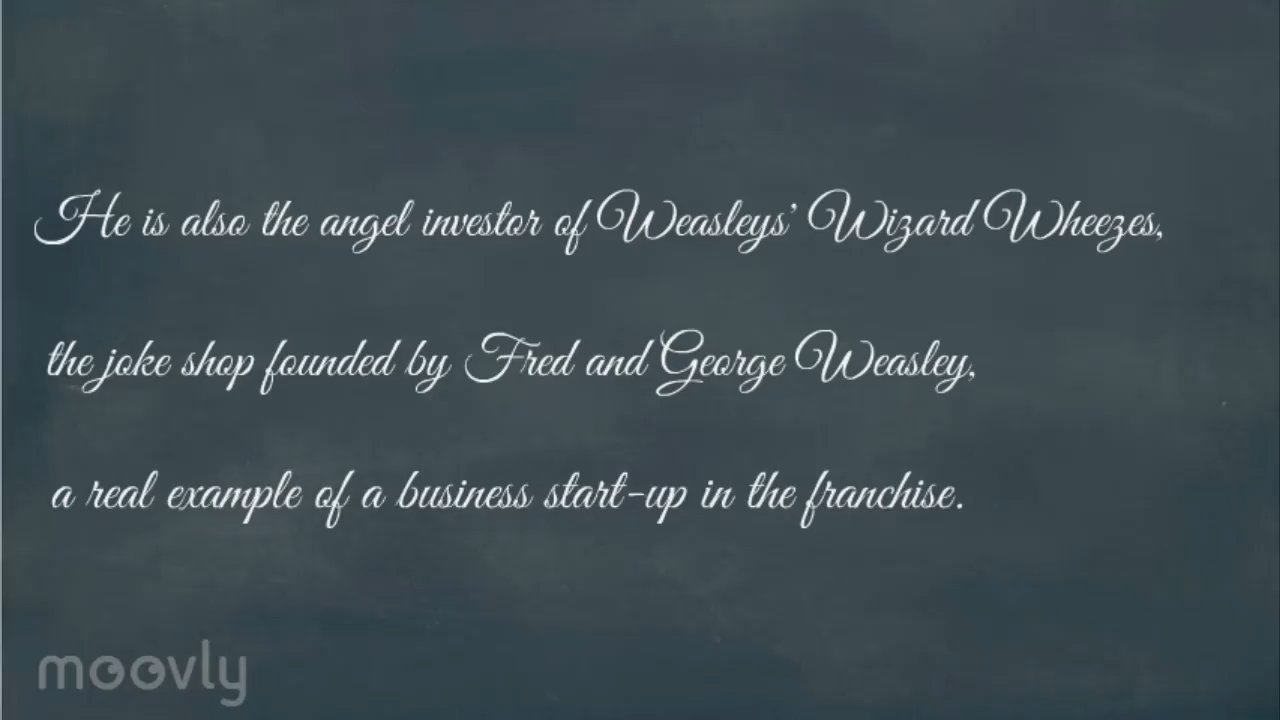 He is also the angel investor of Weasleys' Wizard Wheezes,
the joke shop founded by Fred and George Weasley,
a real example of a business start-up in the franchise.
moovly